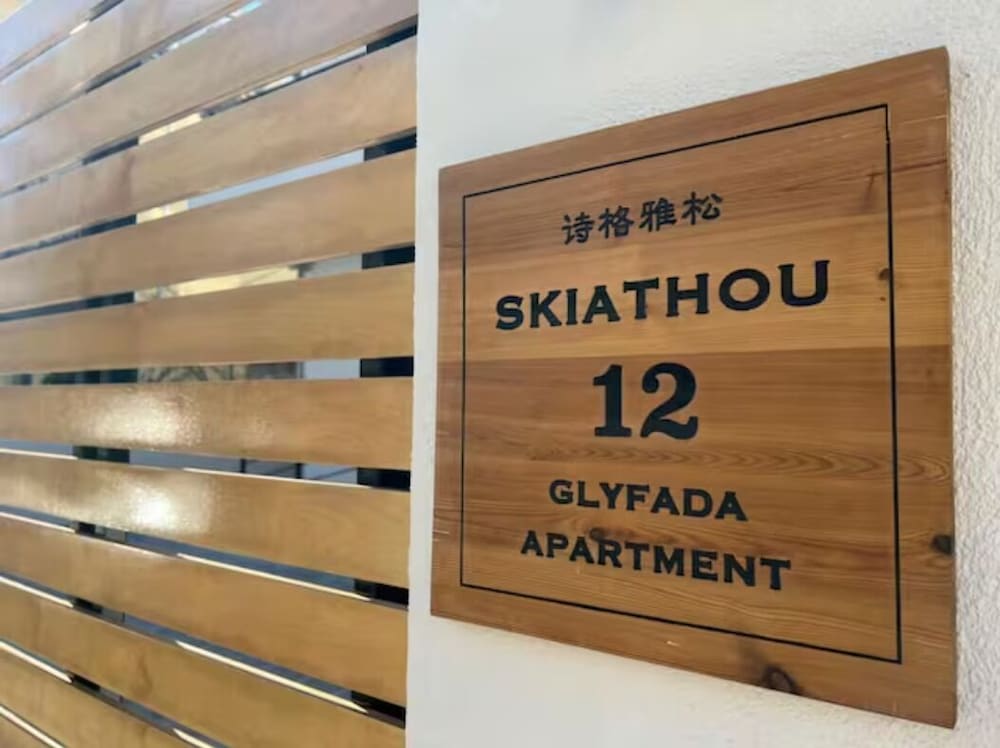 诗格雅松
SKIATHOU
12
GLYFADA
APARTMENT